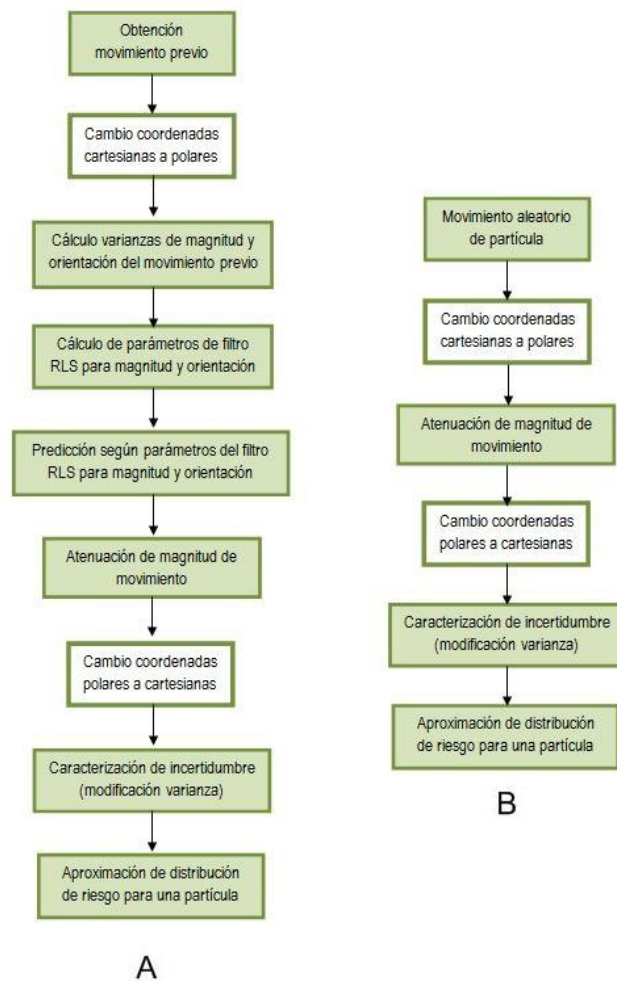 Obtención
movimiento previo
Cambio coordenadas
cartesianas a polares
Cálculo varianzas de magnitud y
orientación del movimiento previo
Cálculo de parámetros de filtro
RLS para magnitud y orientación
Predicción según parámetros del filtro
RLS para magnitud y orientación
Atenuación de magnitud de
movimiento
Cambio coordenadas
polares a cartesianas
Caracterización de incertidumbre
(modificación varianza)
Aproximación de distribución
de riesgo para una partícula
A
Movimiento aleatorio
de partícula
Cambio coordenadas
cartesianas a polares
Atenuación de magnitud de
movimiento
Cambio coordenadas
polares a cartesianas
Caracterización de incertidumbre
(modificación varianza)
Aproximación de distribución
de riesgo para una partícula
B